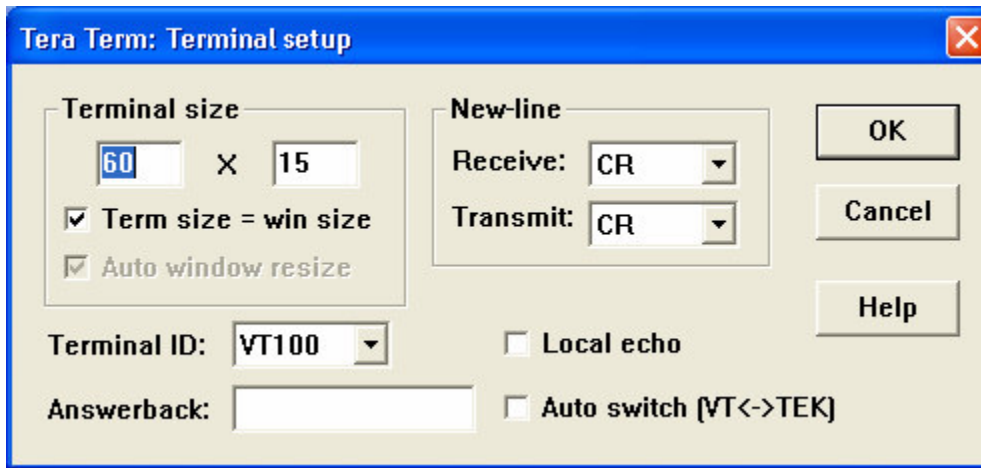 Tera Term: Terminal setup
Terminal size
60 X 15
Term size = win size
Auto window resize
New-line
Receive: CR
Transmit: CR
OK
Cancel
Help
Terminal ID: VT100
Local echo
Answerback:
Auto switch (VT<->TEK)